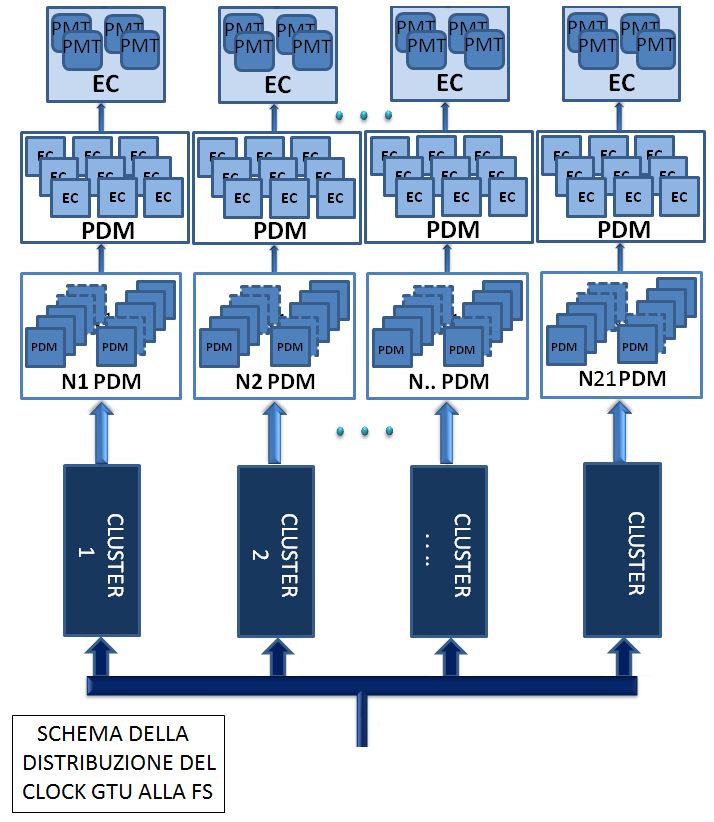 PMT PMT PMT PMT
EC
PMT PMT PMT PMT
EC
PMT PMT PMT PMT
EC
PMT PMT PMT PMT
EC
EC EC EC
EC EC EC
EC EC EC
PDM
EC EC EC
EC EC EC
EC EC EC
PDM
EC EC EC
EC EC EC
EC EC EC
PDM
EC EC EC
EC EC EC
EC EC EC
PDM
PDM PDM
N1 PDM
PDM PDM
N2 PDM
PDM PDM
N.. PDM
PDM PDM
N21PDM
CLUSTER
1
CLUSTER
2
CLUSTER
. . ..
CLUSTER
SCHEMA DELLA
DISTRIBUZIONE DEL
CLOCK GTU ALLA FS